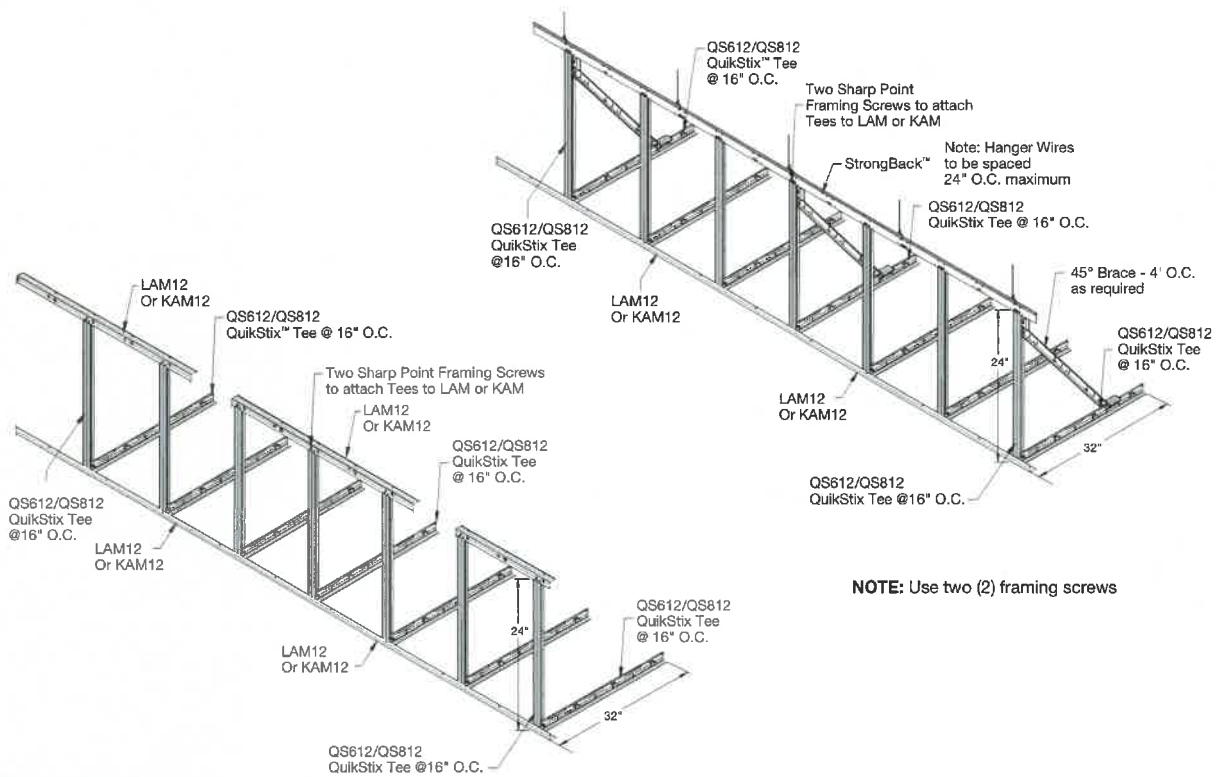 QS612/QS812
QuikStix™ Tee
@ 16" O.C.
Two Sharp Point
Framing Screws to attach
Tees to LAM or KAM
StrongBack™
Note: Hanger Wires
to be spaced
24" O.C. maximum
QS612/QS812
QuikStix Tee @ 16" O.C.
QS612/QS812
QuikStix Tee
@16" O.C.
LAM12
Or KAM12
45° Brace - 4' O.C.
as required
QS612/QS812
QuikStix Tee
@ 16" O.C.
24"
32"
LAM12
Or KAM12
QS612/QS812
QuikStix Tee @16" O.C.
LAM12
Or KAM12
QS612/QS812
QuikStix™ Tee @ 16" O.C.
Two Sharp Point Framing Screws
to attach Tees to LAM or KAM
LAM12
Or KAM12
QS612/QS812
QuikStix Tee
@ 16" O.C.
QS612/QS812
QuikStix Tee
@16" O.C.
LAM12
Or KAM12
24"
QS612/QS812
QuikStix Tee
@ 16" O.C.
LAM12
Or KAM12
32"
QS612/QS812
QuikStix Tee @16" O.C.
NOTE: Use two (2) framing screws